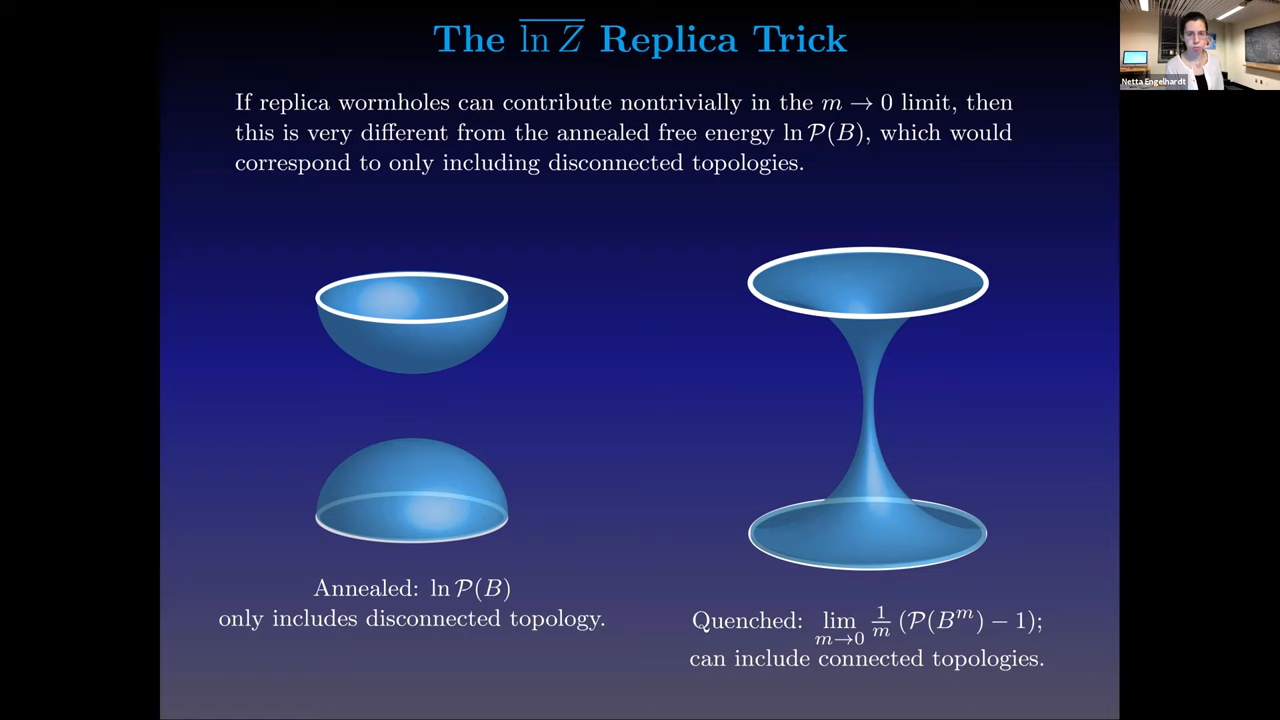 The $\overline{\ln Z}$ Replica Trick
If replica wormholes can contribute nontrivially in the $m \to 0$ limit, then
this is very different from the annealed free energy $\ln \mathcal{P}(B)$, which would
correspond to only including disconnected topologies.
Annealed: $\ln \mathcal{P}(B)$
only includes disconnected topology.
Quenched: $\lim_{m \to 0} \frac{1}{m} (\mathcal{P}(B^m) - 1)$;
can include connected topologies.
Netta Engelhardt